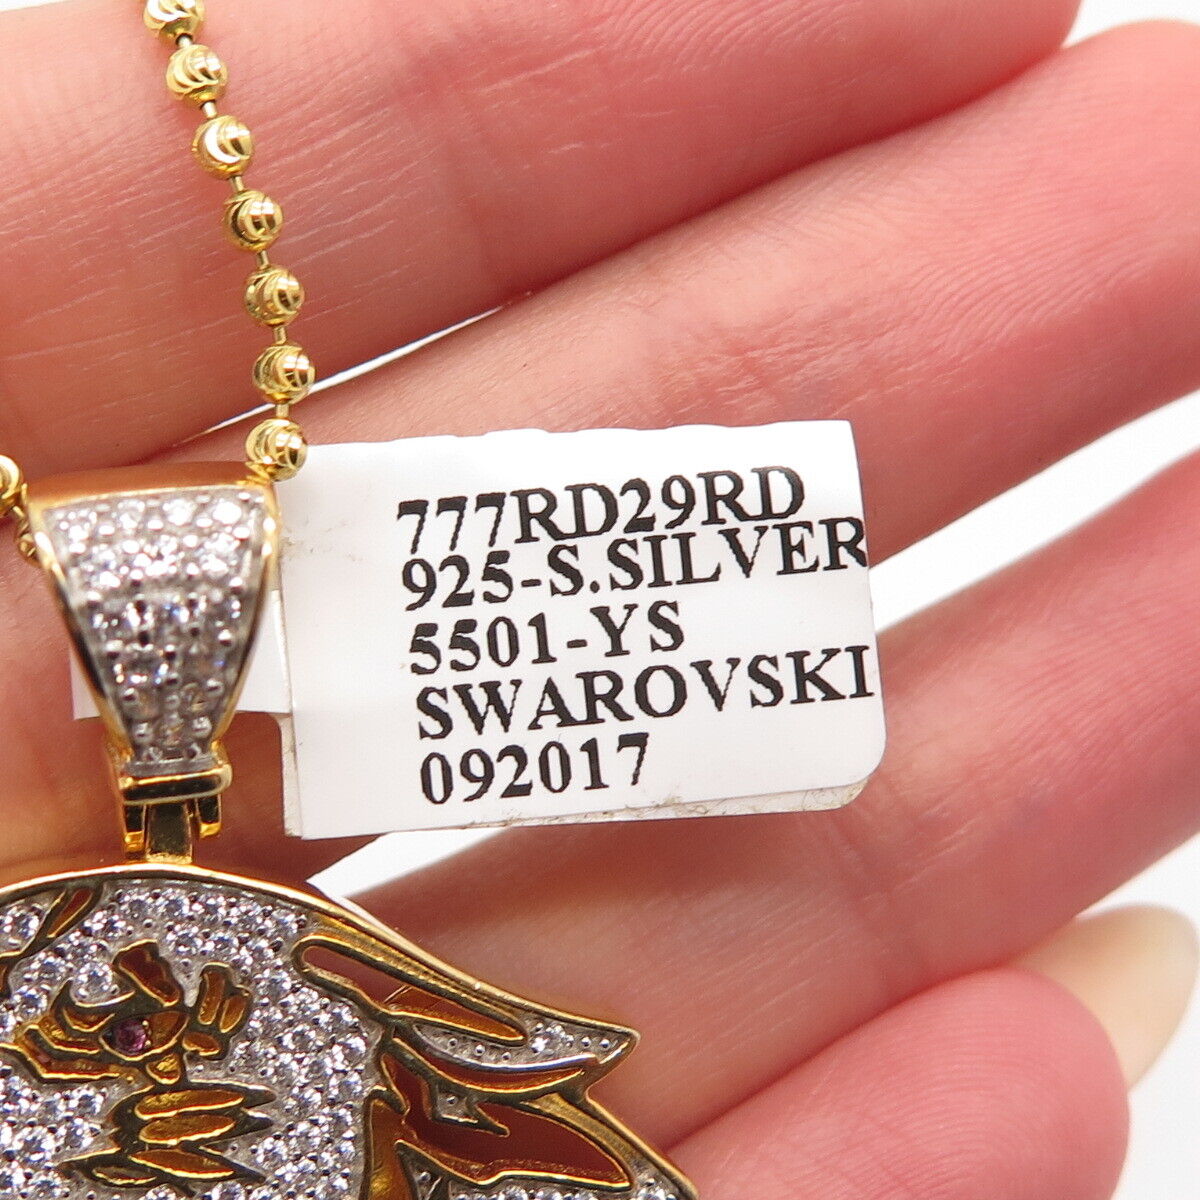 777RD29RD
925-S.SILVER
5501-YS
SWAROVSKI
092017